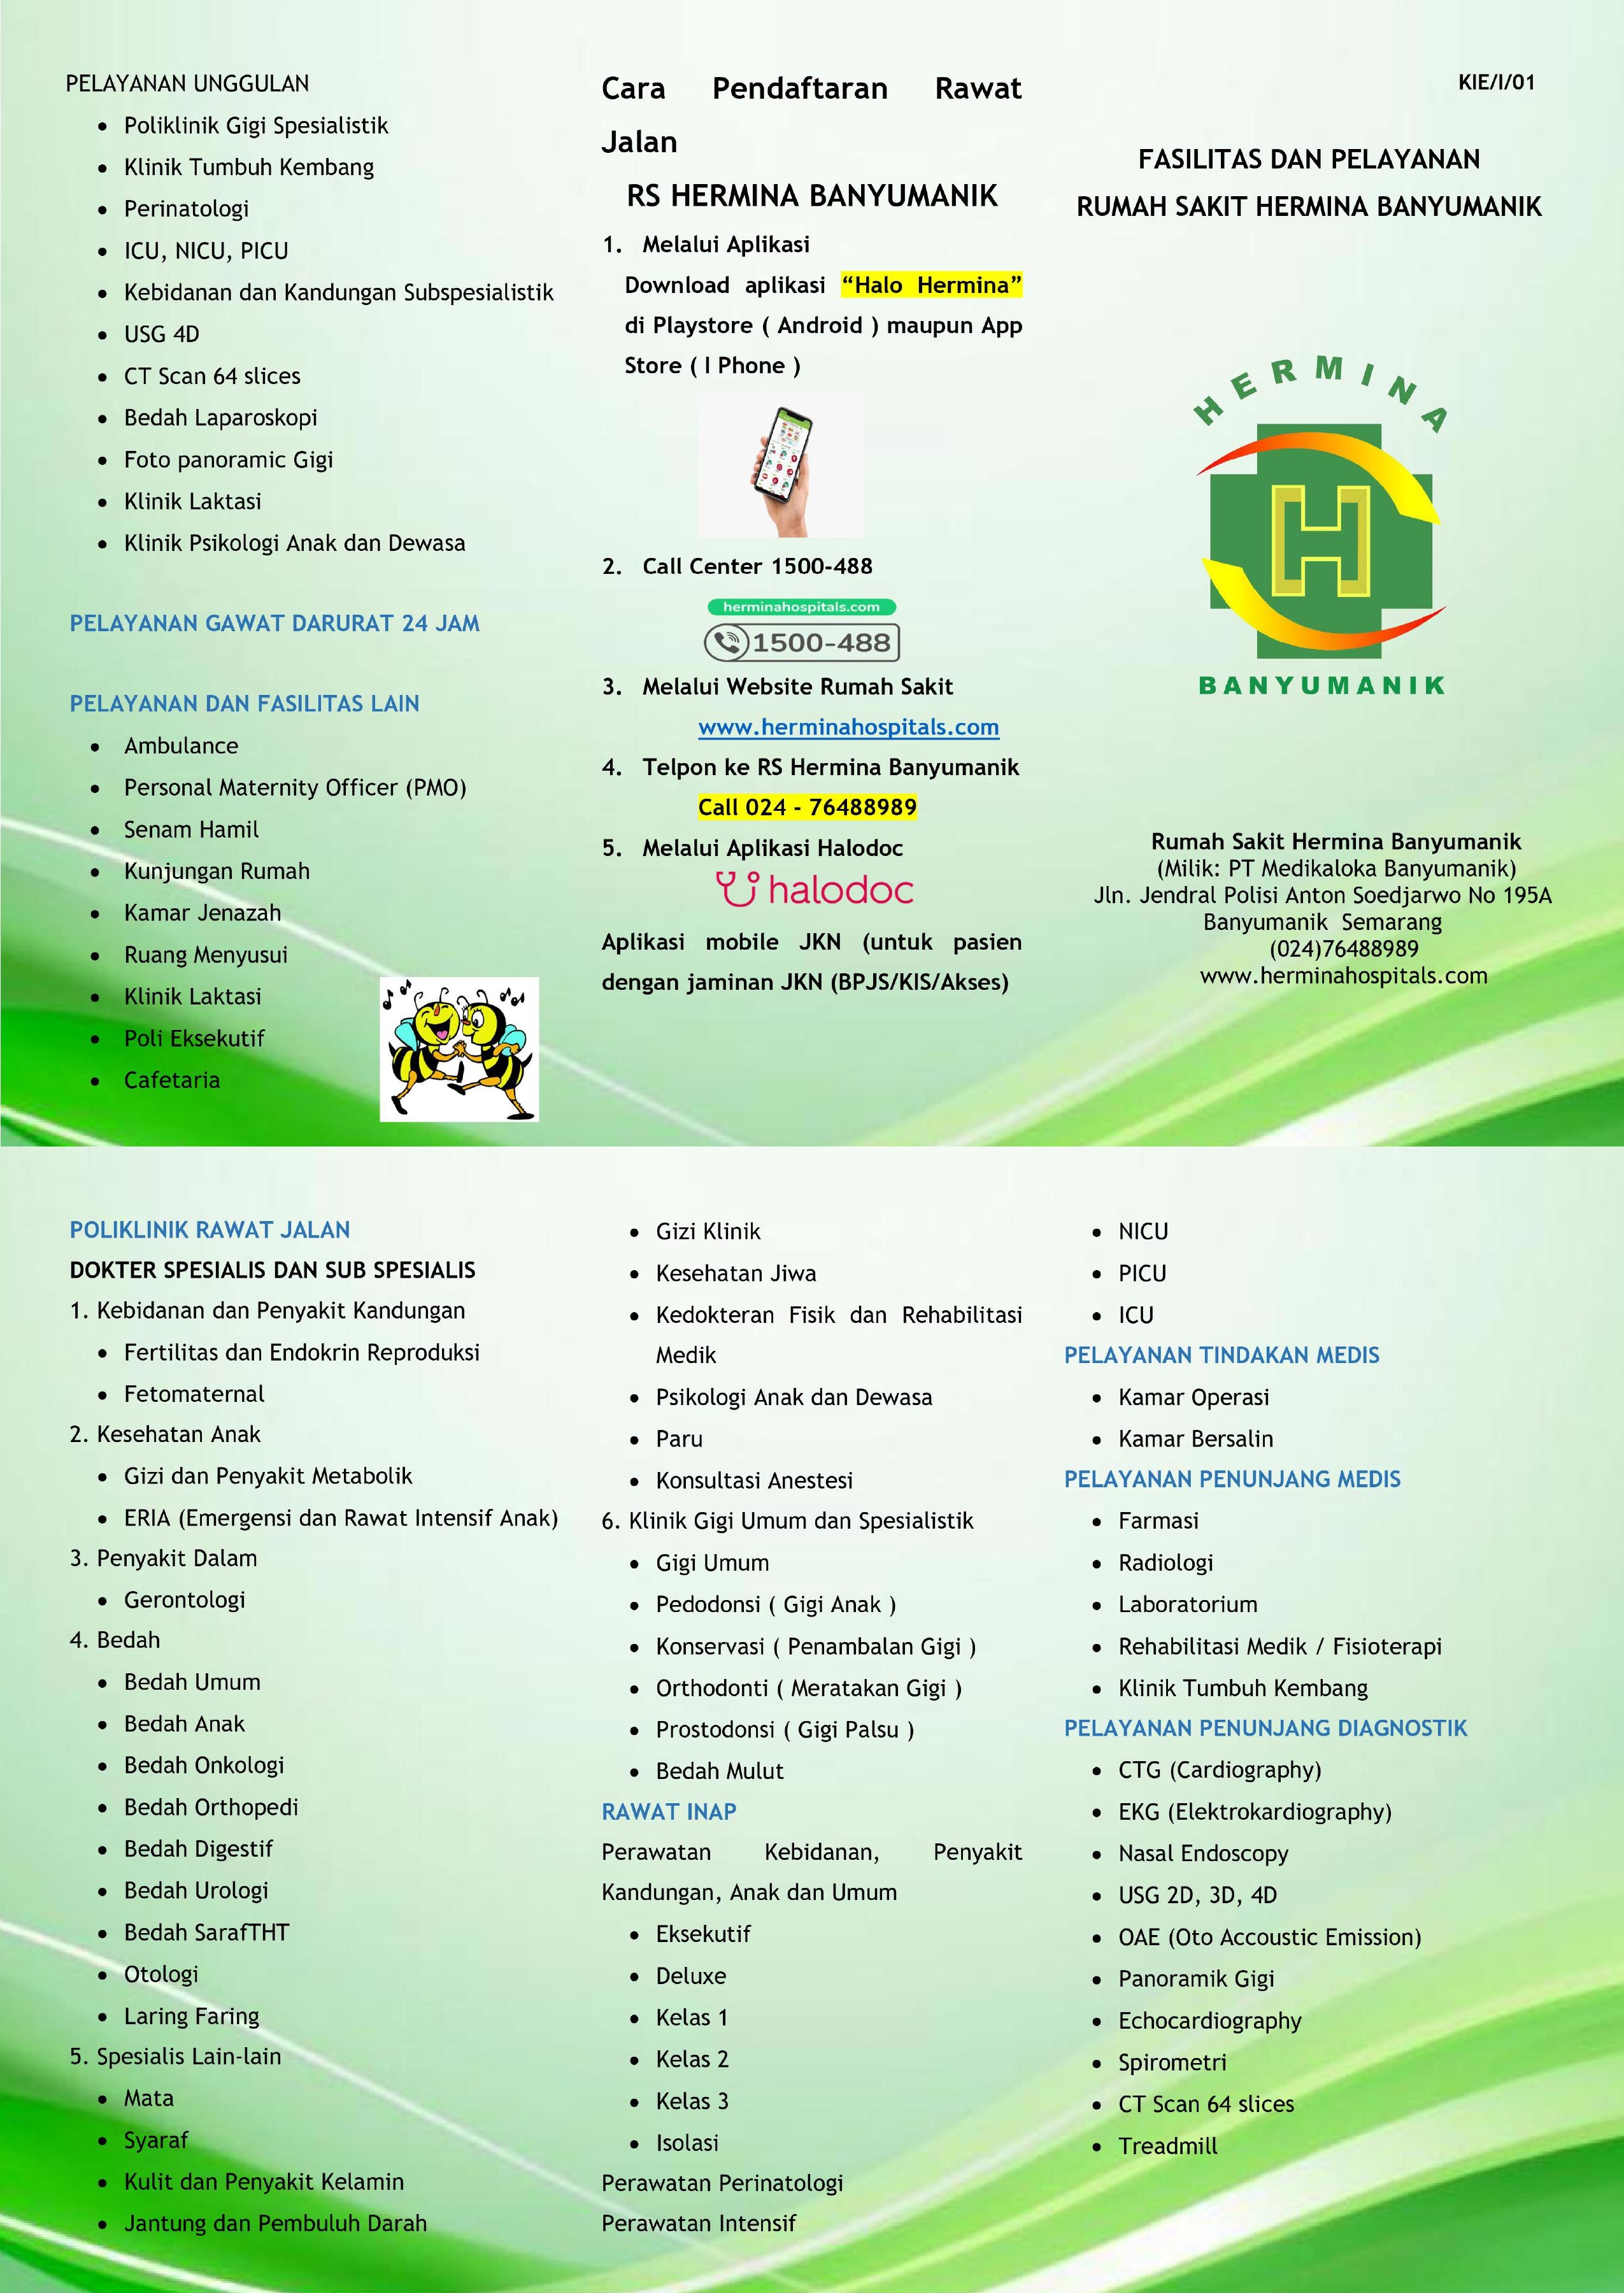 PELAYANAN UNGGULAN
• Poliklinik Gigi Spesialistik
• Klinik Tumbuh Kembang
• Perinatologi
• ICU, NICU, PICU
• Kebidanan dan Kandungan Subspesialistik
• USG 4D
• CT Scan 64 slices
• Bedah Laparoskopi
• Foto panoramic Gigi
• Klinik Laktasi
• Klinik Psikologi Anak dan Dewasa
PELAYANAN GAWAT DARURAT 24 JAM
PELAYANAN DAN FASILITAS LAIN
• Ambulance
• Personal Maternity Officer (PMO)
• Senam Hamil
• Kunjungan Rumah
• Kamar Jenazah
• Ruang Menyusui
• Klinik Laktasi
• Poli Eksekutif
• Cafetaria
Cara Pendaftaran Rawat
Jalan
RS HERMINA BANYUMANIK
1. Melalui Aplikasi
Download aplikasi “Halo Hermina”
di Playstore ( Android ) maupun App
Store ( I Phone )
2. Call Center 1500-488
herminahospitals.com
1500-488
3. Melalui Website Rumah Sakit
www.herminahospitals.com
4. Telpon ke RS Hermina Banyumanik
Call 024 - 76488989
5. Melalui Aplikasi Halodoc
halodoc
Aplikasi mobile JKN (untuk pasien
dengan jaminan JKN (BPJS/KIS/Akses)
KIE/I/01
FASILITAS DAN PELAYANAN
RUMAH SAKIT HERMINA BANYUMANIK
HERMINA
H
BANYUMANIK
Rumah Sakit Hermina Banyumanik
(Milik: PT Medikaloka Banyumanik)
Jln. Jendral Polisi Anton Soedjarwo No 195A
Banyumanik Semarang
(024)76488989
www.herminahospitals.com
POLIKLINIK RAWAT JALAN
DOKTER SPESIALIS DAN SUB SPESIALIS
1. Kebidanan dan Penyakit Kandungan
• Fertilitas dan Endokrin Reproduksi
• Fetomaternal
2. Kesehatan Anak
• Gizi dan Penyakit Metabolik
• ERIA (Emergensi dan Rawat Intensif Anak)
3. Penyakit Dalam
• Gerontologi
4. Bedah
• Bedah Umum
• Bedah Anak
• Bedah Onkologi
• Bedah Orthopedi
• Bedah Digestif
• Bedah Urologi
• Bedah SarafTHT
• Otologi
• Laring Faring
5. Spesialis Lain-lain
• Mata
• Syaraf
• Kulit dan Penyakit Kelamin
• Jantung dan Pembuluh Darah
• Gizi Klinik
• Kesehatan Jiwa
• Kedokteran Fisik dan Rehabilitasi
Medik
• Psikologi Anak dan Dewasa
• Paru
• Konsultasi Anestesi
6. Klinik Gigi Umum dan Spesialistik
• Gigi Umum
• Pedodonsi ( Gigi Anak )
• Konservasi ( Penambalan Gigi )
• Orthodonti ( Meratakan Gigi )
• Prostodonsi ( Gigi Palsu )
• Bedah Mulut
RAWAT INAP
Perawatan Kebidanan, Penyakit
Kandungan, Anak dan Umum
• Eksekutif
• Deluxe
• Kelas 1
• Kelas 2
• Kelas 3
• Isolasi
Perawatan Perinatologi
Perawatan Intensif
• NICU
• PICU
• ICU
PELAYANAN TINDAKAN MEDIS
• Kamar Operasi
• Kamar Bersalin
PELAYANAN PENUNJANG MEDIS
• Farmasi
• Radiologi
• Laboratorium
• Rehabilitasi Medik / Fisioterapi
• Klinik Tumbuh Kembang
PELAYANAN PENUNJANG DIAGNOSTIK
• CTG (Cardiography)
• EKG (Elektrokardiography)
• Nasal Endoscopy
• USG 2D, 3D, 4D
• OAE (Oto Accoustic Emission)
• Panoramik Gigi
• Echocardiography
• Spirometri
• CT Scan 64 slices
• Treadmill